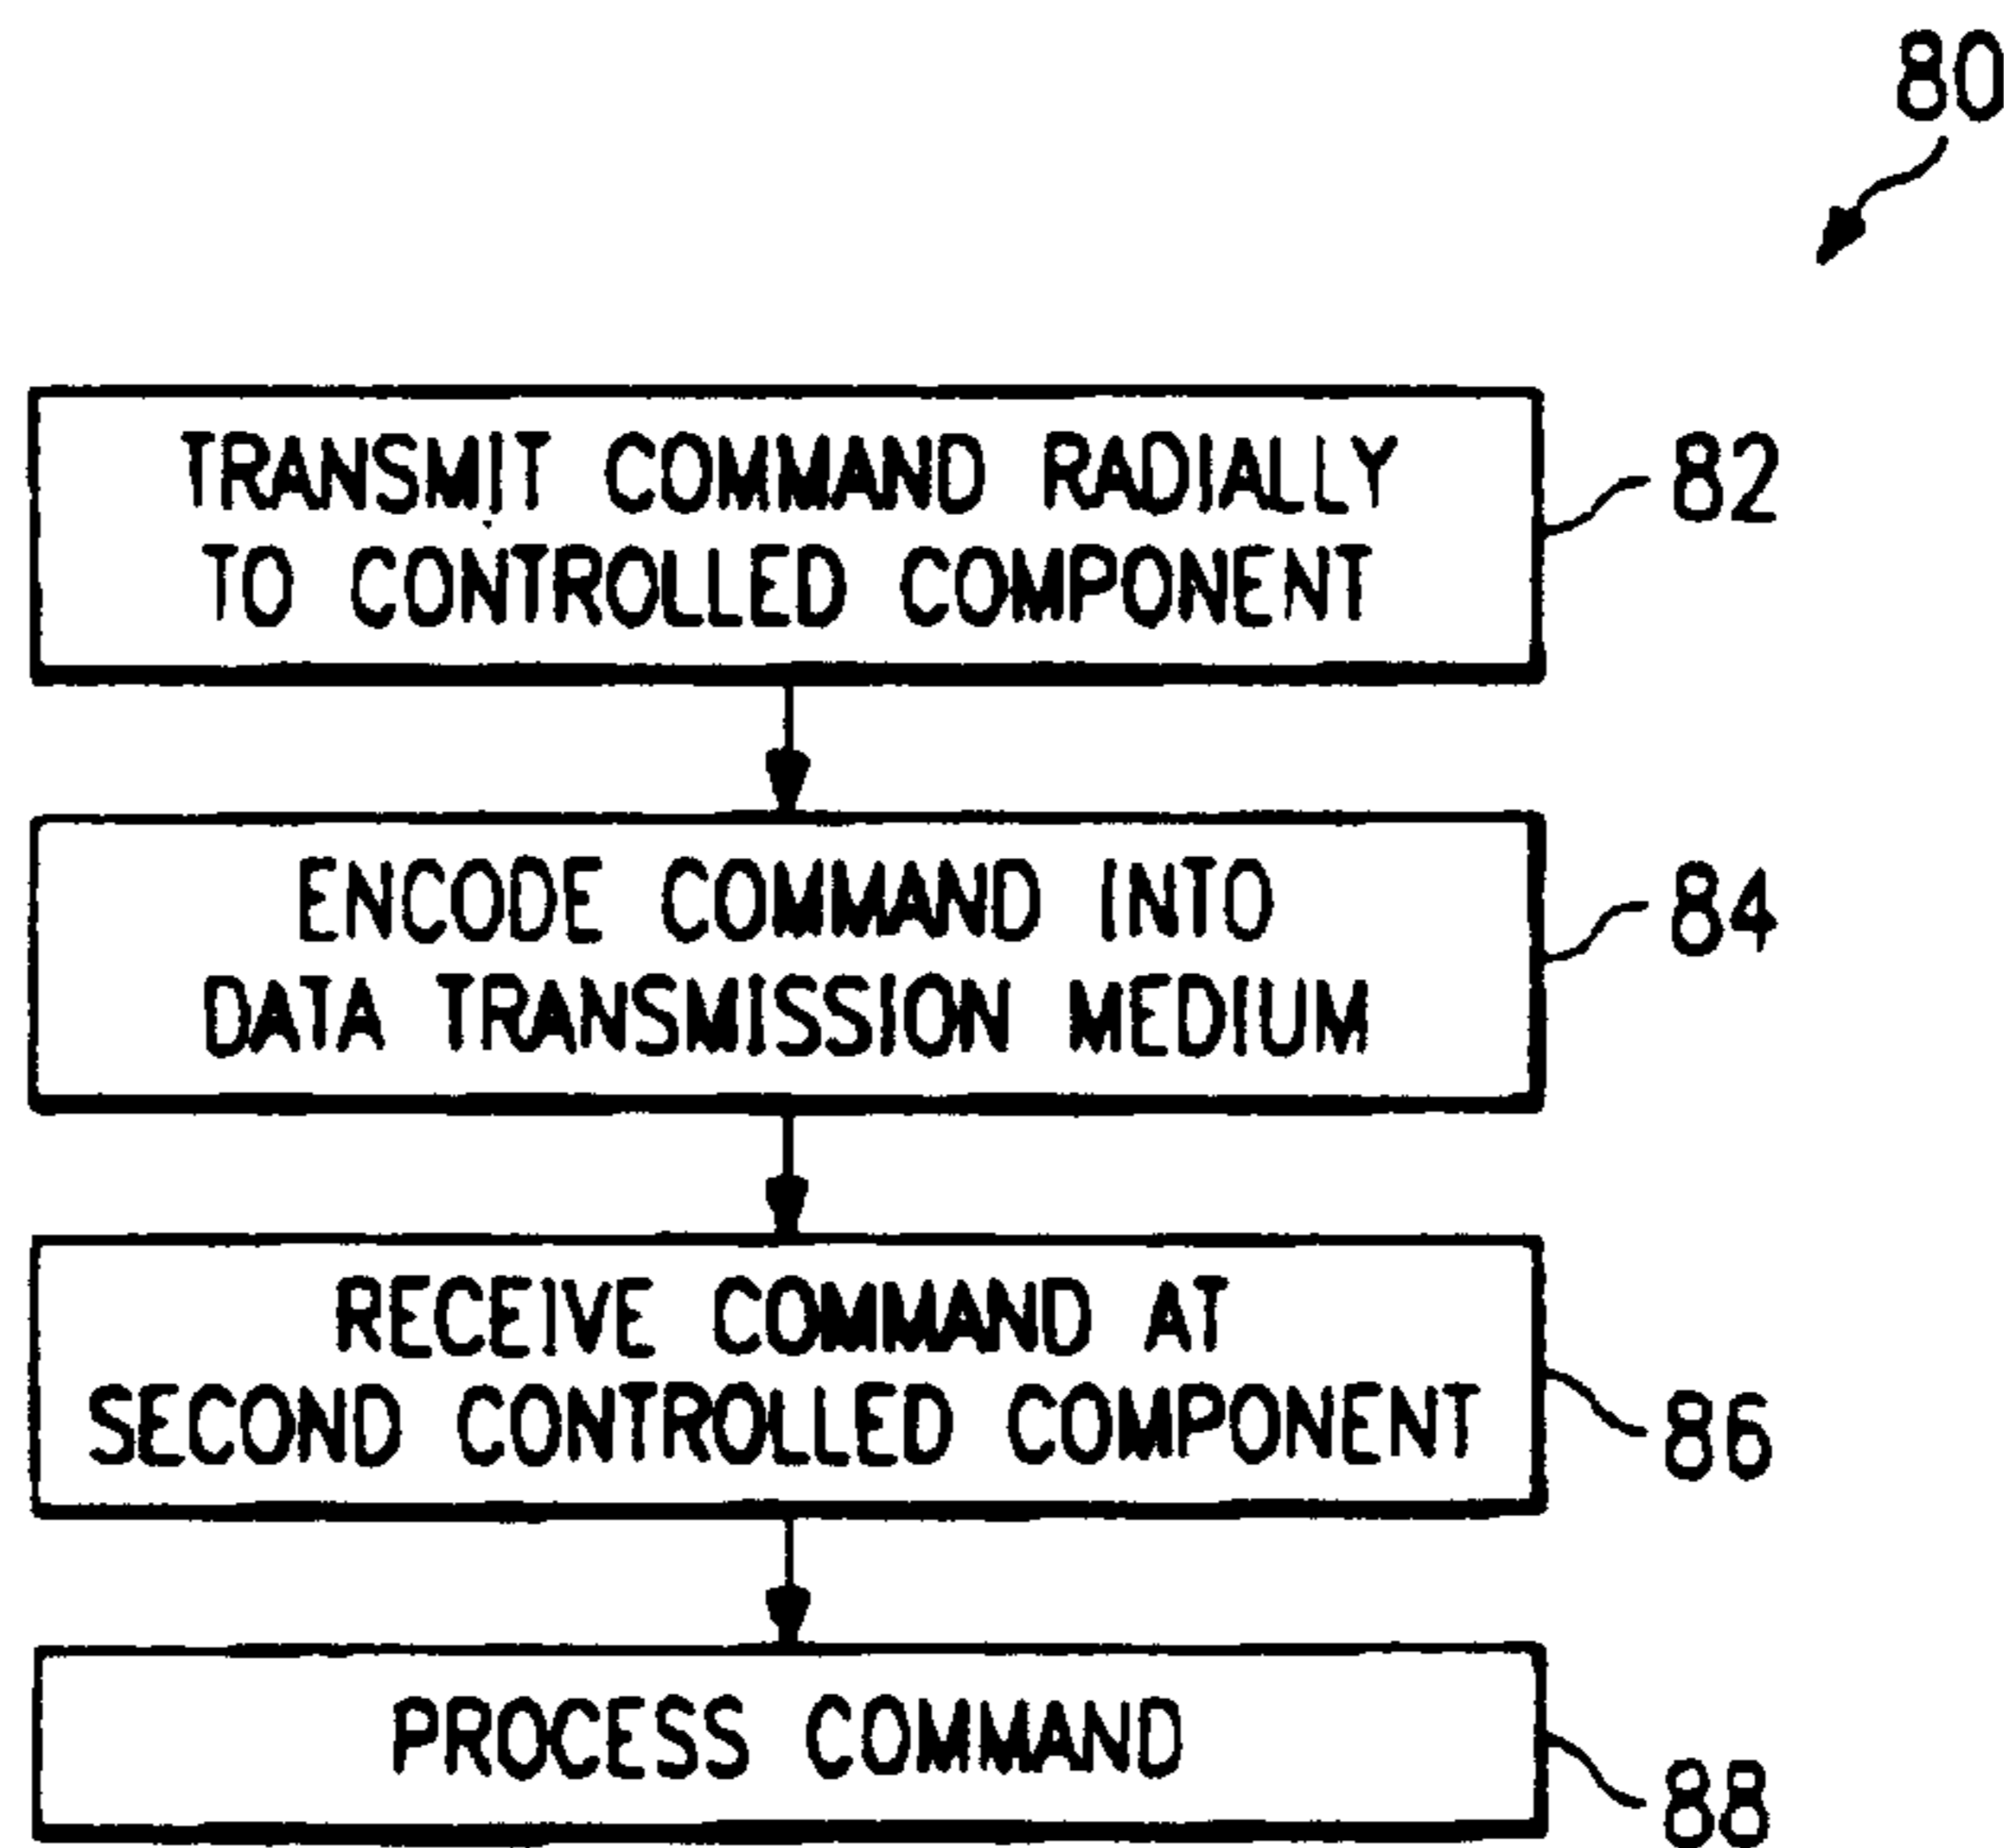 80
TRANSMIT COMMAND RADIALLY
TO CONTROLLED COMPONENT
82
ENCODE COMMAND INTO
DATA TRANSMISSION MEDIUM
84
RECEIVE COMMAND AT
SECOND CONTROLLED COMPONENT
86
PROCESS COMMAND
88